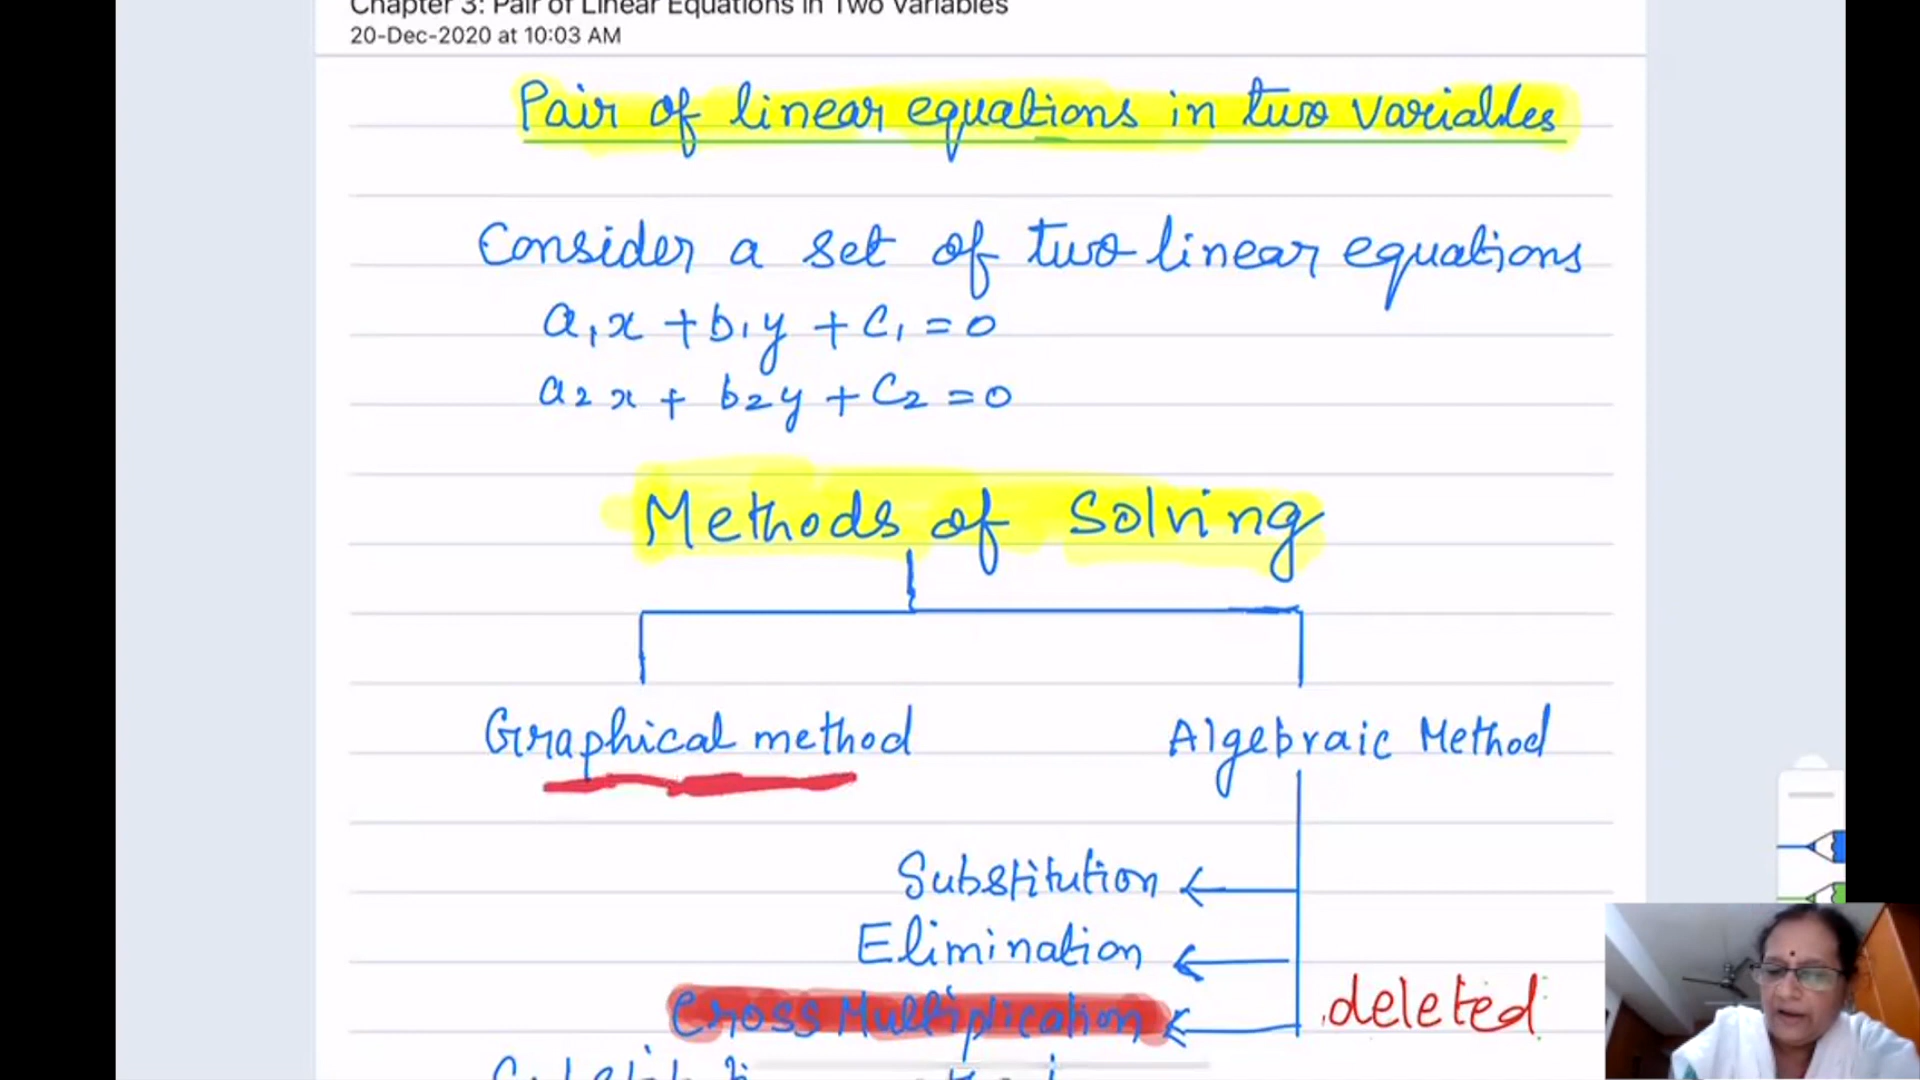 Chapter 3: Pair of Linear Equations in Two Variables
20-Dec-2020 at 10:03 AM
Pair of linear equations in two variables
Consider a set of two linear equations
a₁x + b₁y + c₁ = 0
a₂x + b₂y + c₂ = 0
Methods of Solving
Graphical method
Algebraic Method
Substitution
Elimination
Cross Multiplication
deleted